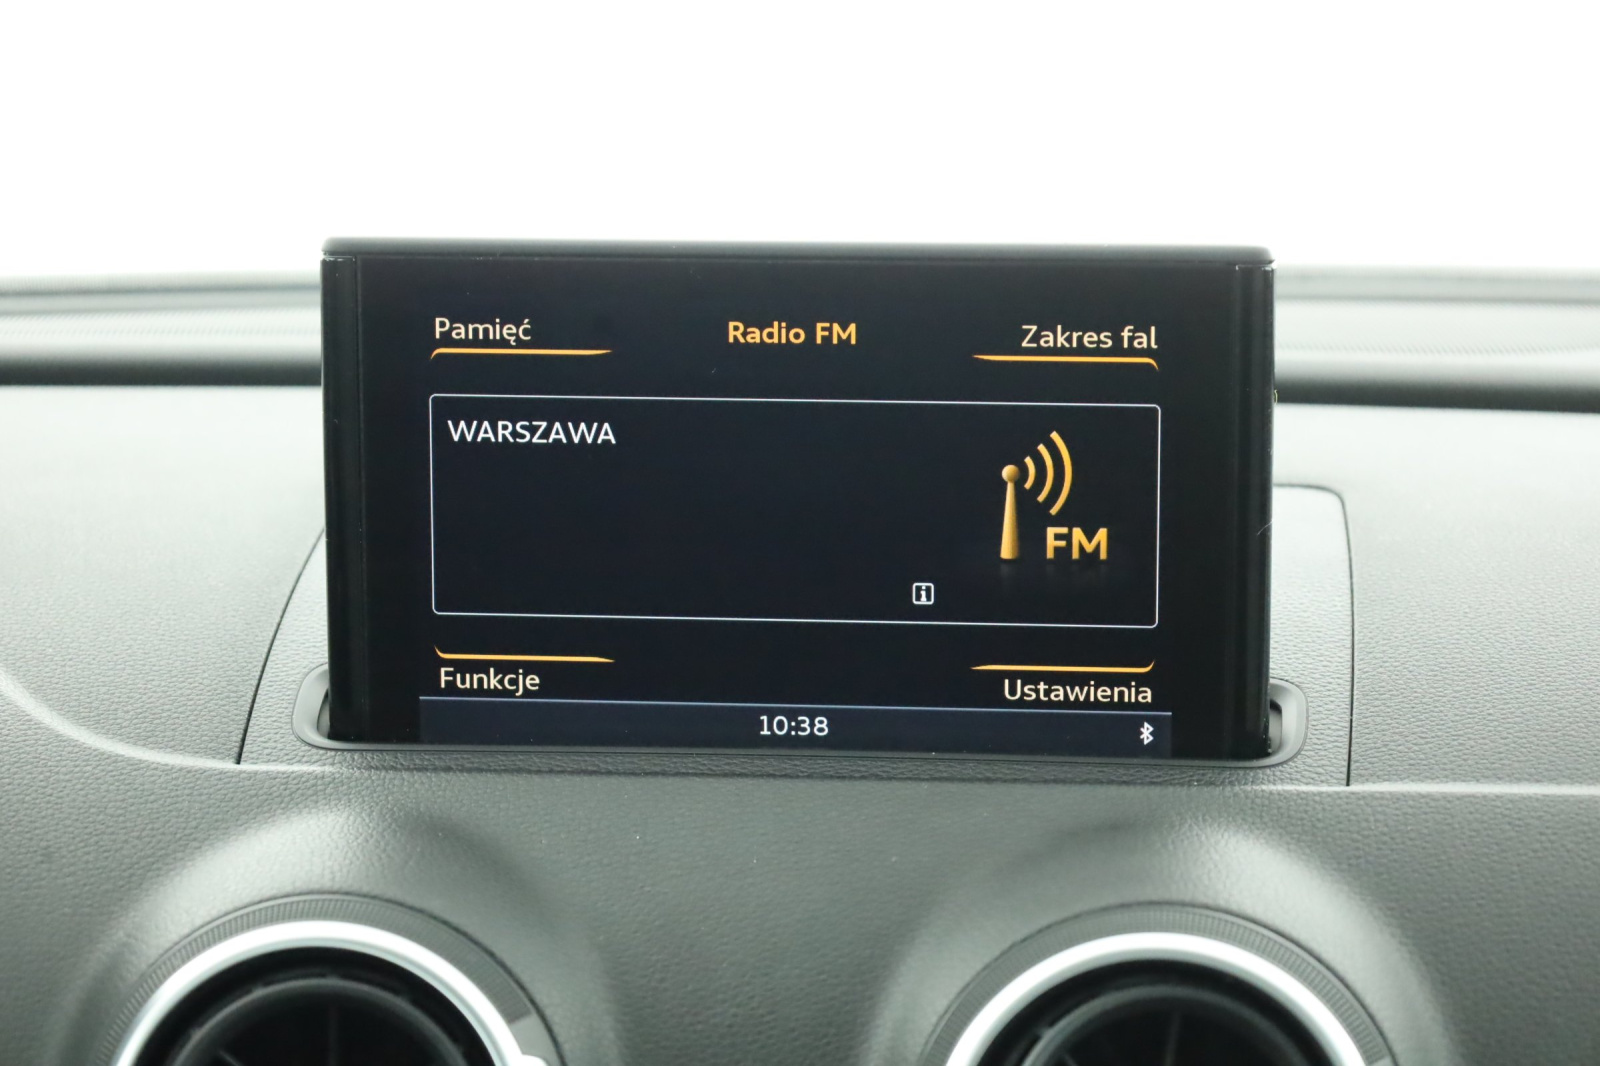 Pamięć
Radio FM
Zakres fal
WARSZAWA
FM
i
Funkcje
Ustawienia
10:38